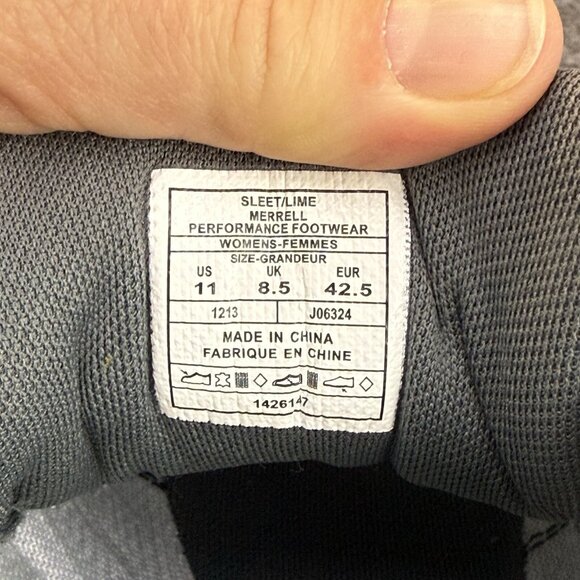 SLEET/LIME
MERRELL
PERFORMANCE FOOTWEAR
WOMENS-FEMMES
SIZE-GRANDEUR
US UK EUR
11 8.5 42.5
1213 J06324
MADE IN CHINA
FABRIQUE EN CHINE
1426147